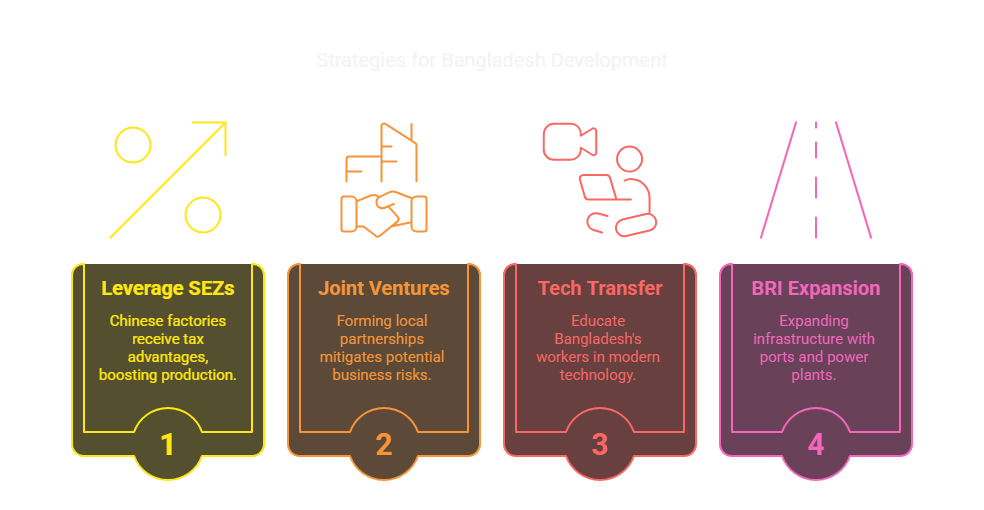 Strategies for Bangladesh Development
Leverage SEZs
Chinese factories
receive tax
advantages,
boosting production.
1
Joint Ventures
Forming local
partnerships
mitigates potential
business risks.
2
Tech Transfer
Educate
Bangladesh's
workers in modern
technology.
3
BRI Expansion
Expanding
infrastructure with
ports and power
plants.
4